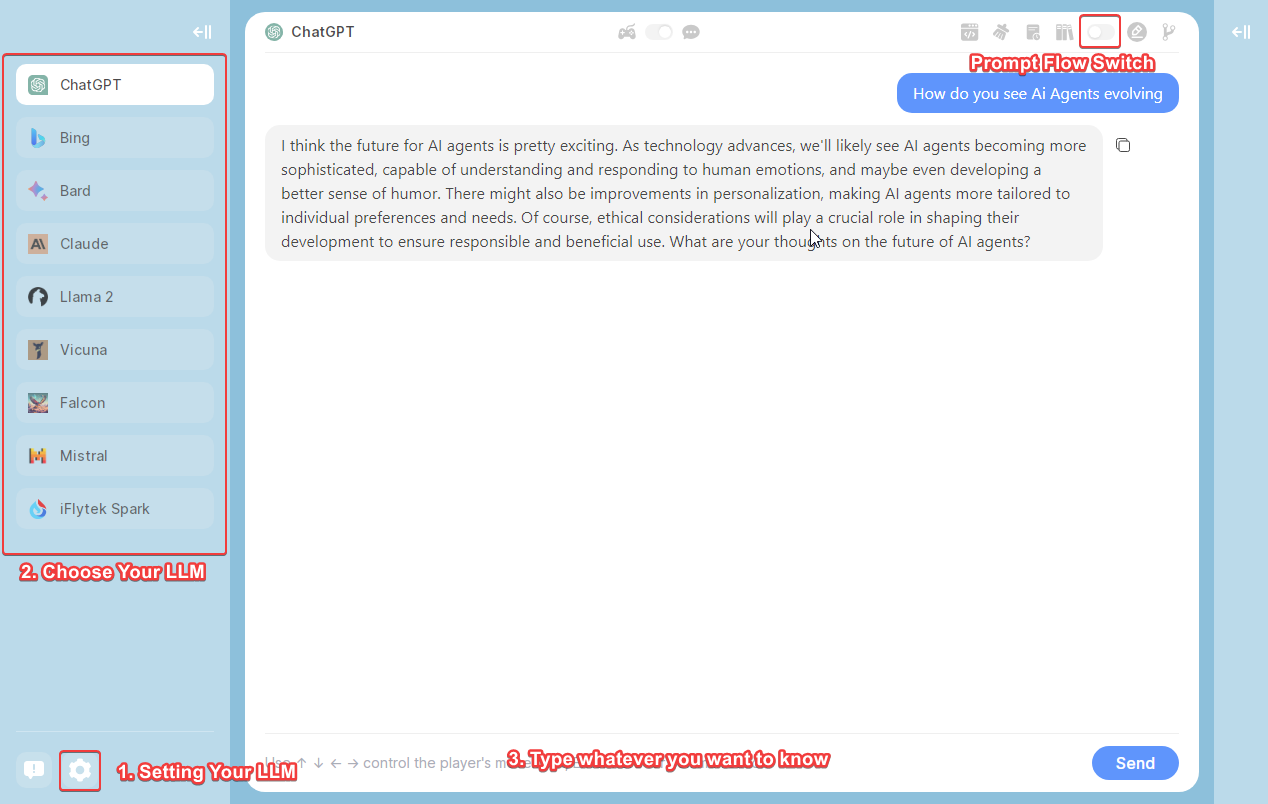 ChatGPT
Prompt Flow Switch
ChatGPT
Bing
Bard
Claude
Llama 2
Vicuna
Falcon
Mistral
iFlytek Spark
2. Choose Your LLM
How do you see Ai Agents evolving
I think the future for AI agents is pretty exciting. As technology advances, we'll likely see AI agents becoming more
sophisticated, capable of understanding and responding to human emotions, and maybe even developing a
better sense of humor. There might also be improvements in personalization, making AI agents more tailored to
individual preferences and needs. Of course, ethical considerations will play a crucial role in shaping their
development to ensure responsible and beneficial use. What are your thoughts on the future of AI agents?
1. Setting Your LLM
Use ↑ ↓ ← → control the player's
3. Type whatever you want to know
Send